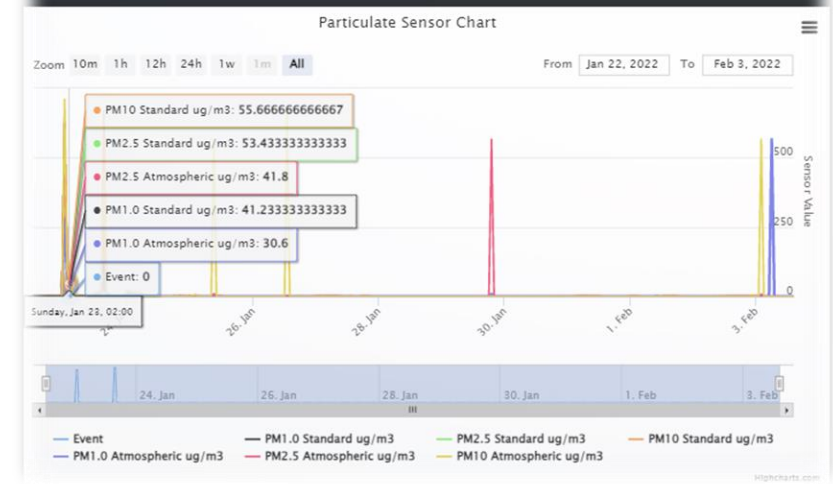 Particulate Sensor Chart
Zoom 10m 1h 12h 24h 1w 1m All From Jan 22, 2022 To Feb 3, 2022
PM10 Standard ug/m3: 55.666666666667
PM2.5 Standard ug/m3: 53.433333333333
PM2.5 Atmospheric ug/m3: 41.8
PM1.0 Standard ug/m3: 41.233333333333
PM1.0 Atmospheric ug/m3: 30.6
Event: 0
500
250
0
Sensor Value
Sunday, Jan 23, 02:00
26. Jan 28. Jan 30. Jan 1. Feb 3. Feb
24. Jan 26. Jan 28. Jan 30. Jan 1. Feb 3. Feb
Event PM1.0 Standard ug/m3 PM2.5 Standard ug/m3 PM10 Standard ug/m3
PM1.0 Atmospheric ug/m3 PM2.5 Atmospheric ug/m3 PM10 Atmospheric ug/m3
Highcharts.com